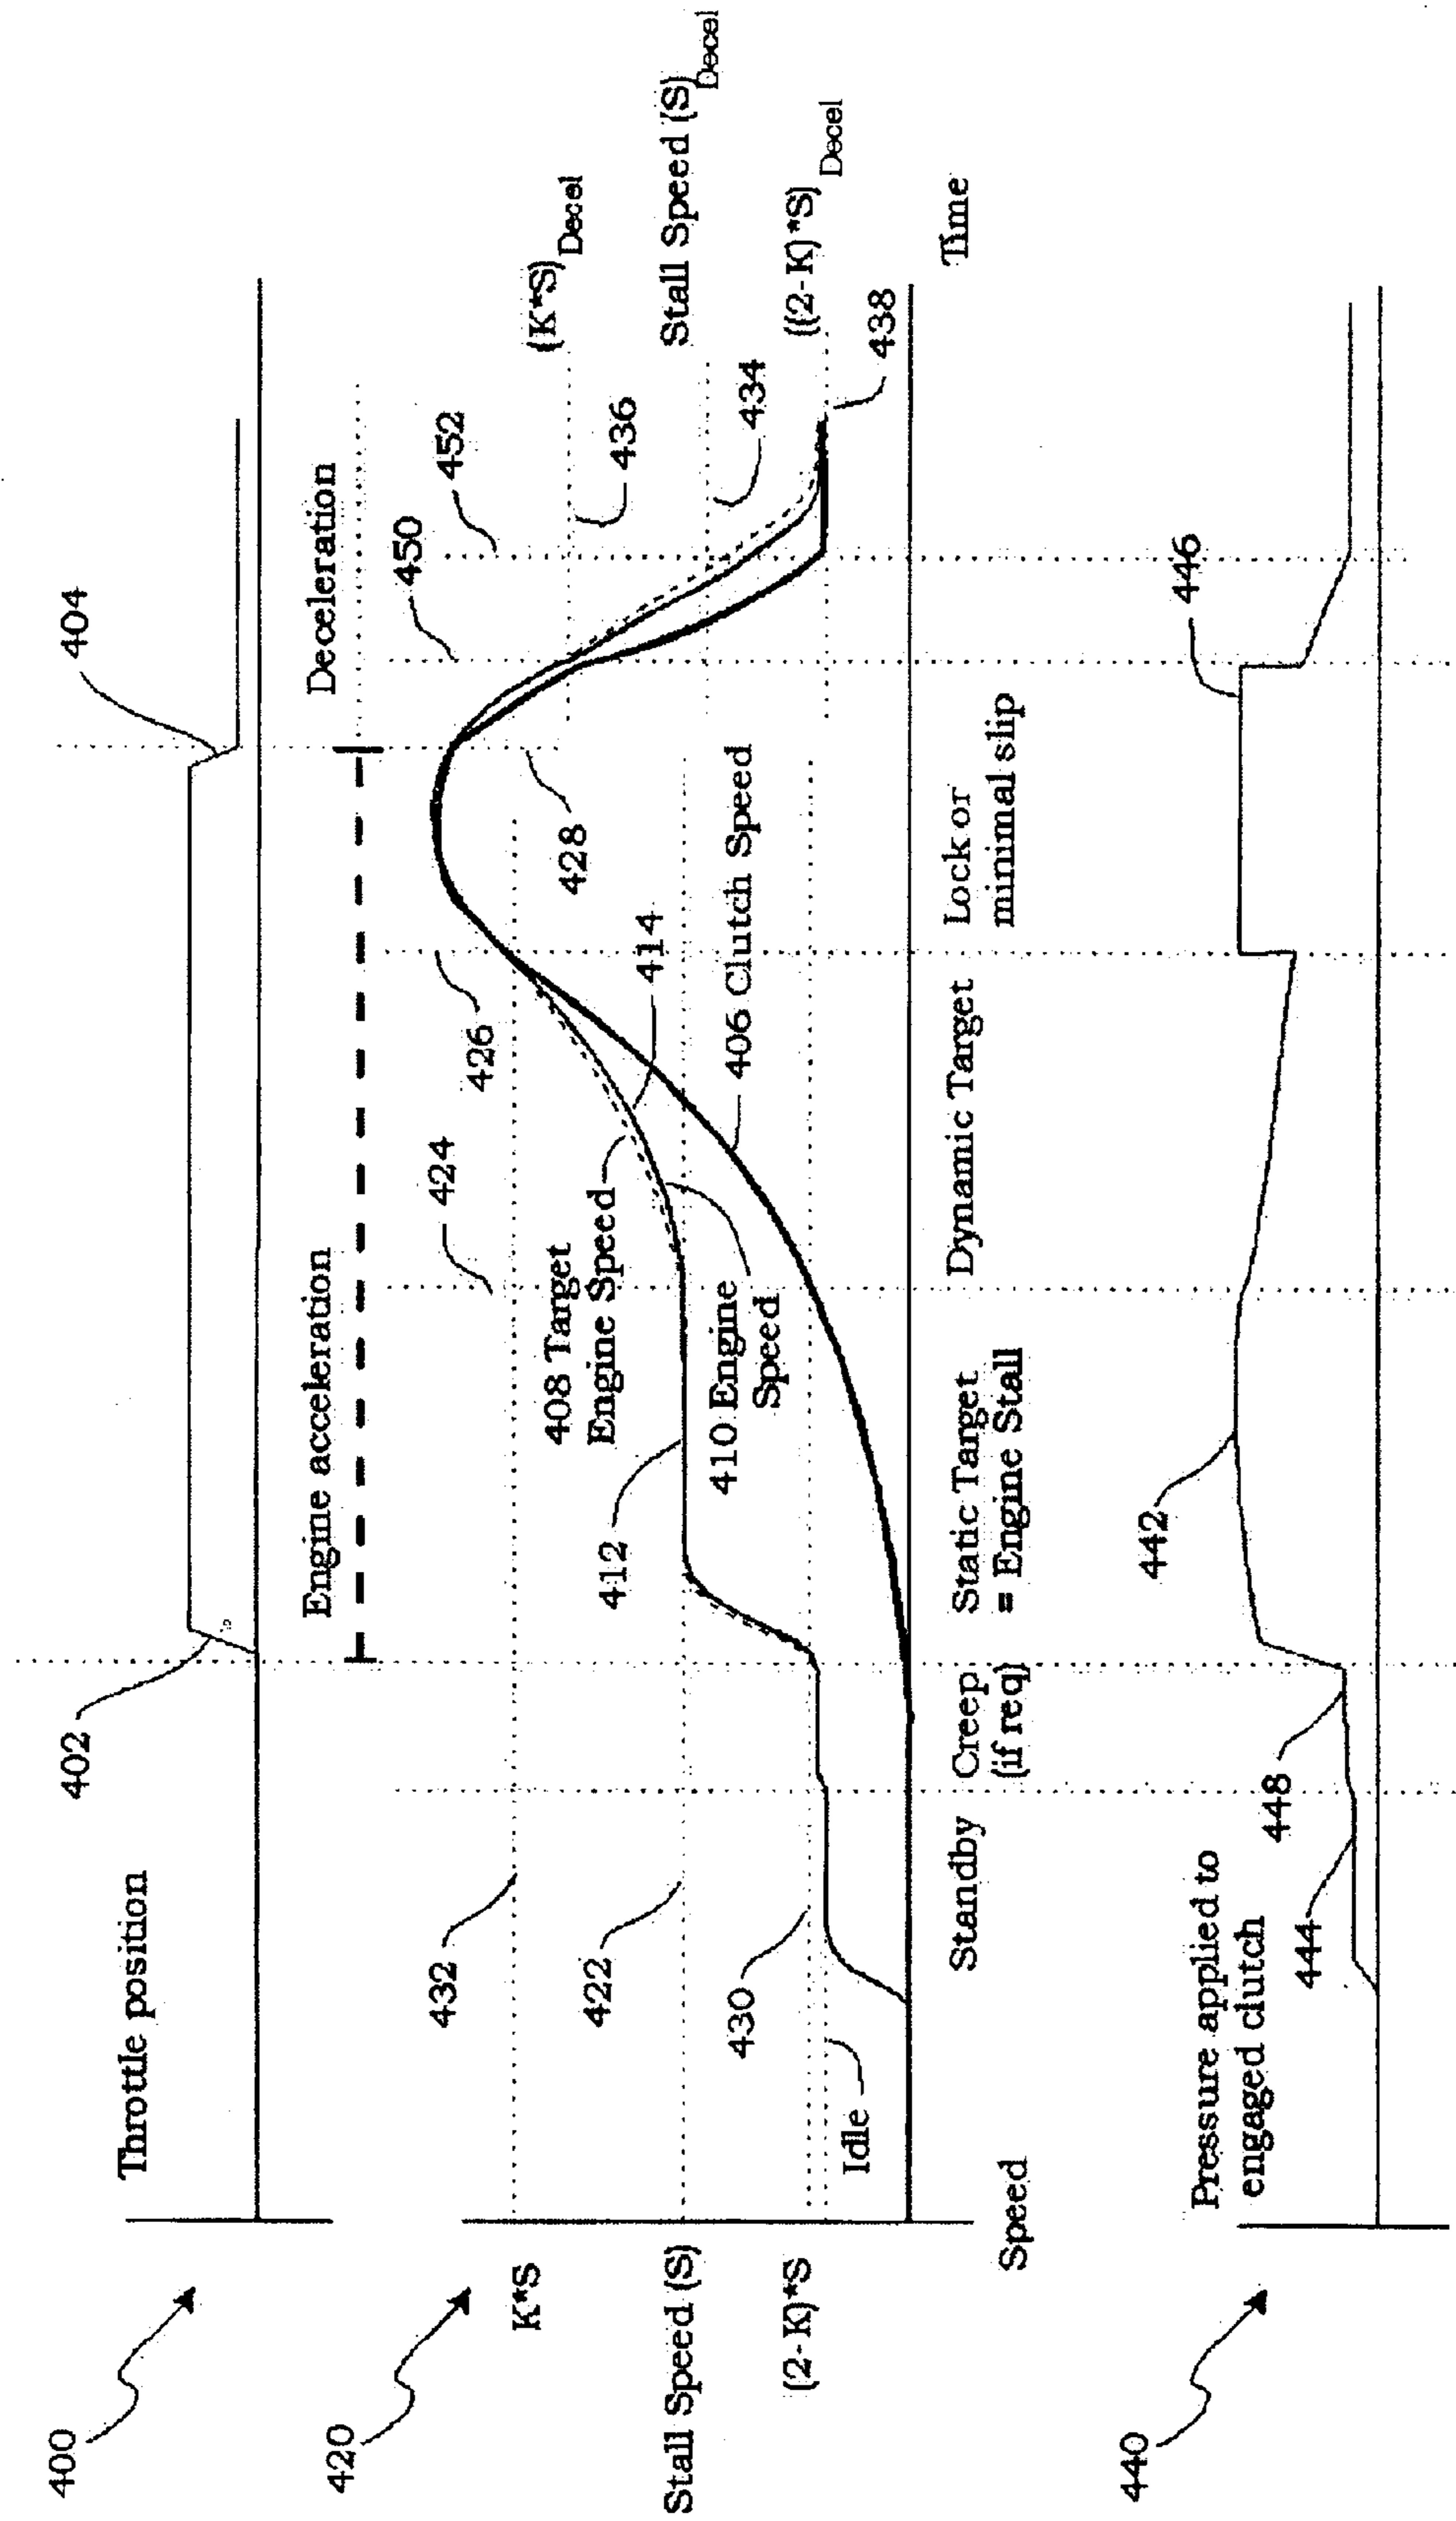 400
Throttle position
402
404
420
Engine acceleration
Deceleration
K*S
Stall Speed (S)
(2-K)*S
432
422
430
Idle
412
408 Target
Engine Speed
410 Engine
Speed
424
426
414
406 Clutch Speed
428
450
452
436
434
438
(K*S)Decel
Stall Speed (S)Decel
((2-K)*S)Decel
Speed
Time
Standby
Creep
(if req)
Static Target
= Engine Stall
Dynamic Target
Lock or
minimal slip
440
Pressure applied to
engaged clutch
444
448
442
446